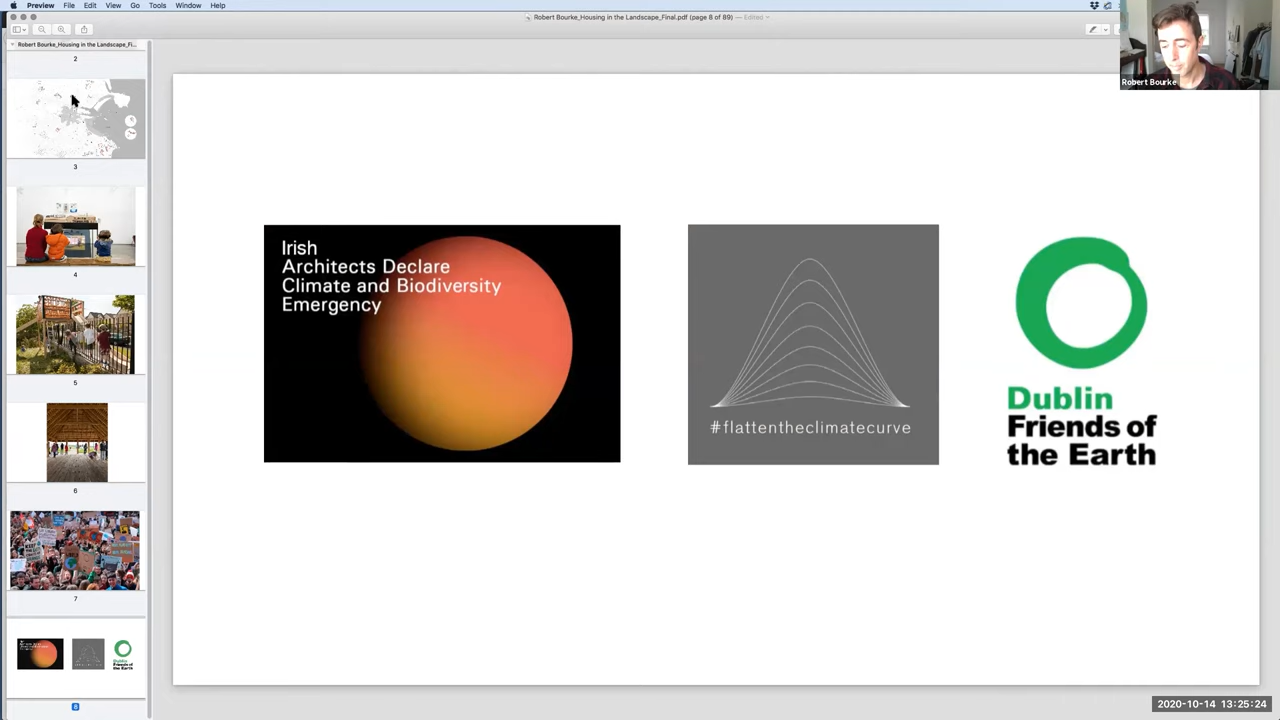 Preview File Edit View Go Tools Window Help
Robert Bourke_Housing in the Landscape_Final.pdf (page 8 of 89) — Edited
Robert Bourke_Housing in the Landscape_Fi...
2
3
4
5
6
7
8
Irish
Architects Declare
Climate and Biodiversity
Emergency
#flattentheclimatecurve
Dublin
Friends of
the Earth
Robert Bourke
2020-10-14 13:25:24